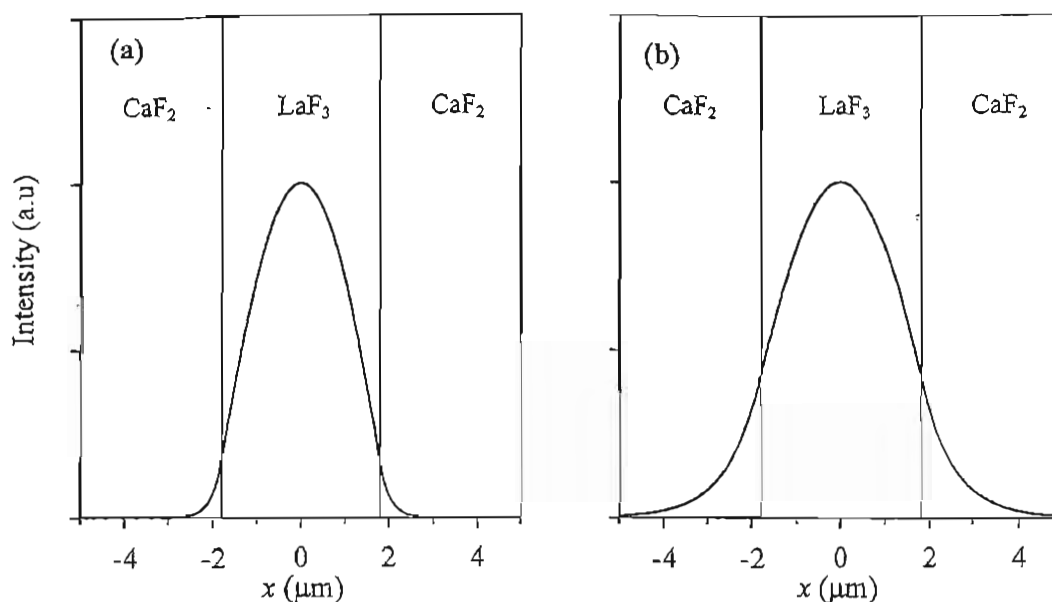 (a)
CaF₂ LaF₃ CaF₂
Intensity (a.u)
-4 -2 0 2 4
x (μm)
(b)
CaF₂ LaF₃ CaF₂
-4 -2 0 2 4
x (μm)